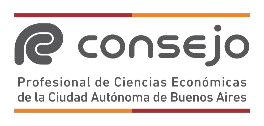 consejo
Profesional de Ciencias Económicas
de la Ciudad Autónoma de Buenos Aires